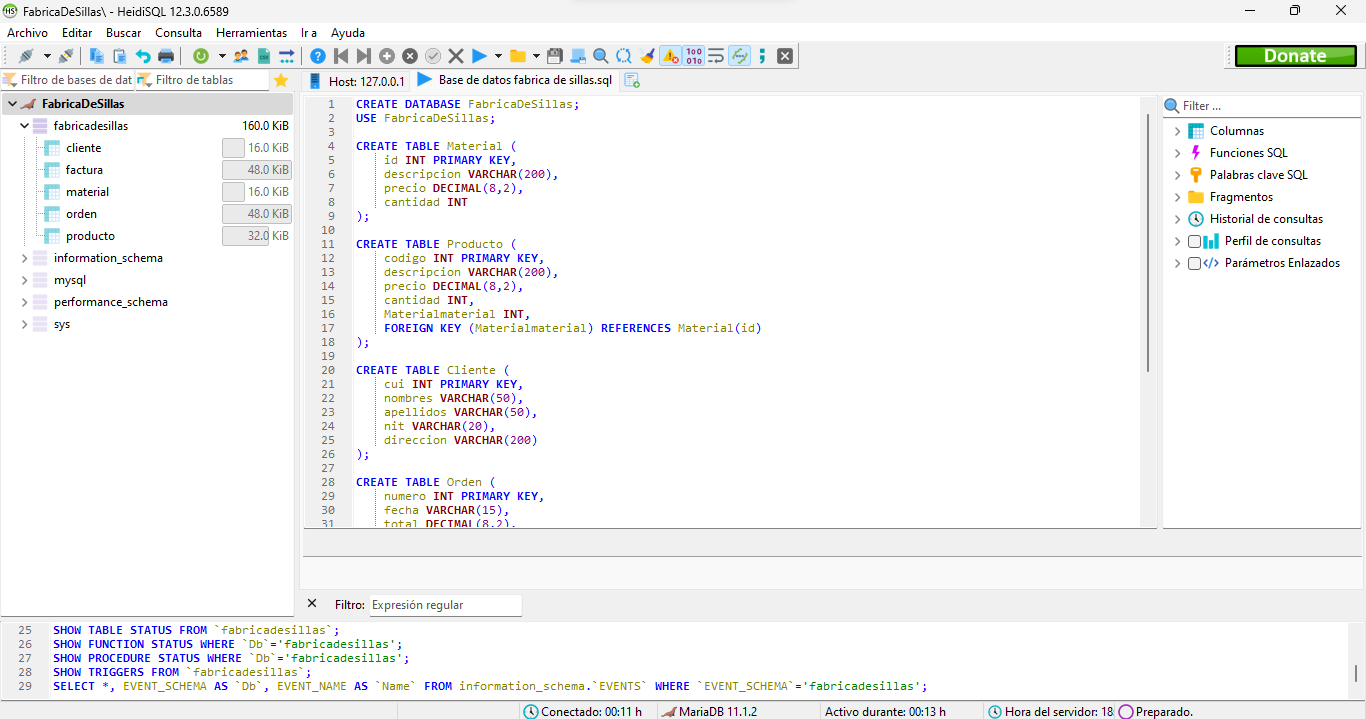 FabricaDeSillas\ - HeidiSQL 12.3.0.6589
Archivo Editar Buscar Consulta Herramientas Ir a Ayuda
Donate
Filtro de bases de dat Filtro de tablas Host: 127.0.0.1 Base de datos fabrica de sillas.sql
FabricaDeSillas
fabricadesillas 160.0 KiB
cliente 16.0 KiB
factura 48.0 KiB
material 16.0 KiB
orden 48.0 KiB
producto 32.0 KiB
information_schema
mysql
performance_schema
sys
1 CREATE DATABASE FabricaDeSillas;
2 USE FabricaDeSillas;
3
4 CREATE TABLE Material (
5 id INT PRIMARY KEY,
6 descripcion VARCHAR(200),
7 precio DECIMAL(8,2),
8 cantidad INT
9 );
10
11 CREATE TABLE Producto (
12 codigo INT PRIMARY KEY,
13 descripcion VARCHAR(200),
14 precio DECIMAL(8,2),
15 cantidad INT,
16 Materialmaterial INT,
17 FOREIGN KEY (Materialmaterial) REFERENCES Material(id)
18 );
19
20 CREATE TABLE Cliente (
21 cui INT PRIMARY KEY,
22 nombres VARCHAR(50),
23 apellidos VARCHAR(50),
24 nit VARCHAR(20),
25 direccion VARCHAR(200)
26 );
27
28 CREATE TABLE Orden (
29 numero INT PRIMARY KEY,
30 fecha VARCHAR(15),
31 total DECIMAL(8,2),
Filter ...
Columnas
Funciones SQL
Palabras clave SQL
Fragmentos
Historial de consultas
Perfil de consultas
Parámetros Enlazados
Filtro: Expresión regular
25 SHOW TABLE STATUS FROM `fabricadesillas`;
26 SHOW FUNCTION STATUS WHERE `Db`='fabricadesillas';
27 SHOW PROCEDURE STATUS WHERE `Db`='fabricadesillas';
28 SHOW TRIGGERS FROM `fabricadesillas`;
29 SELECT *, EVENT_SCHEMA AS `Db`, EVENT_NAME AS `Name` FROM information_schema.`EVENTS` WHERE `EVENT_SCHEMA`='fabricadesillas';
Conectado: 00:11 h MariaDB 11.1.2 Activo durante: 00:13 h Hora del servidor: 18 Preparado.